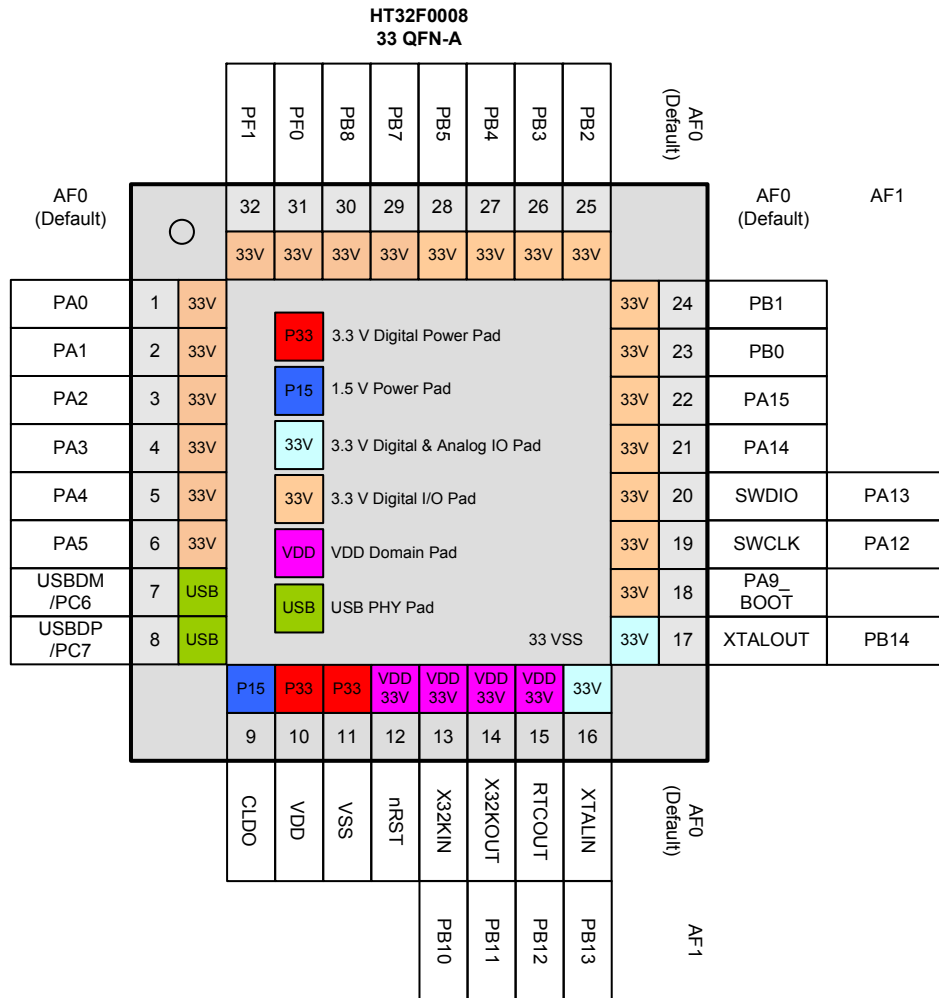 HT32F0008
33 QFN-A
PF1 PF0 PB8 PB7 PB5 PB4 PB3 PB2 AF0 (Default)
AF0 (Default)
32 31 30 29 28 27 26 25
AF0 (Default) AF1
33V 33V 33V 33V 33V 33V 33V 33V
PA0 1 33V 33V 24 PB1
P33 3.3 V Digital Power Pad
PA1 2 33V 33V 23 PB0
P15 1.5 V Power Pad
PA2 3 33V 33V 22 PA15
33V 3.3 V Digital & Analog IO Pad
PA3 4 33V 33V 21 PA14
PA4 5 33V 33V 3.3 V Digital I/O Pad 33V 20 SWDIO PA13
PA5 6 33V VDD VDD Domain Pad 33V 19 SWCLK PA12
USBDM /PC6 7 USB USB USB PHY Pad 33V 18 PA9_ BOOT
USBDP /PC7 8 USB 33 VSS 33V 17 XTALOUT PB14
P15 P33 P33 VDD 33V VDD 33V VDD 33V VDD 33V 33V
9 10 11 12 13 14 15 16
CLDO VDD VSS nRST X32KIN X32KOUT RTCOUT XTALIN AF0 (Default)
PB10 PB11 PB12 PB13 AF1